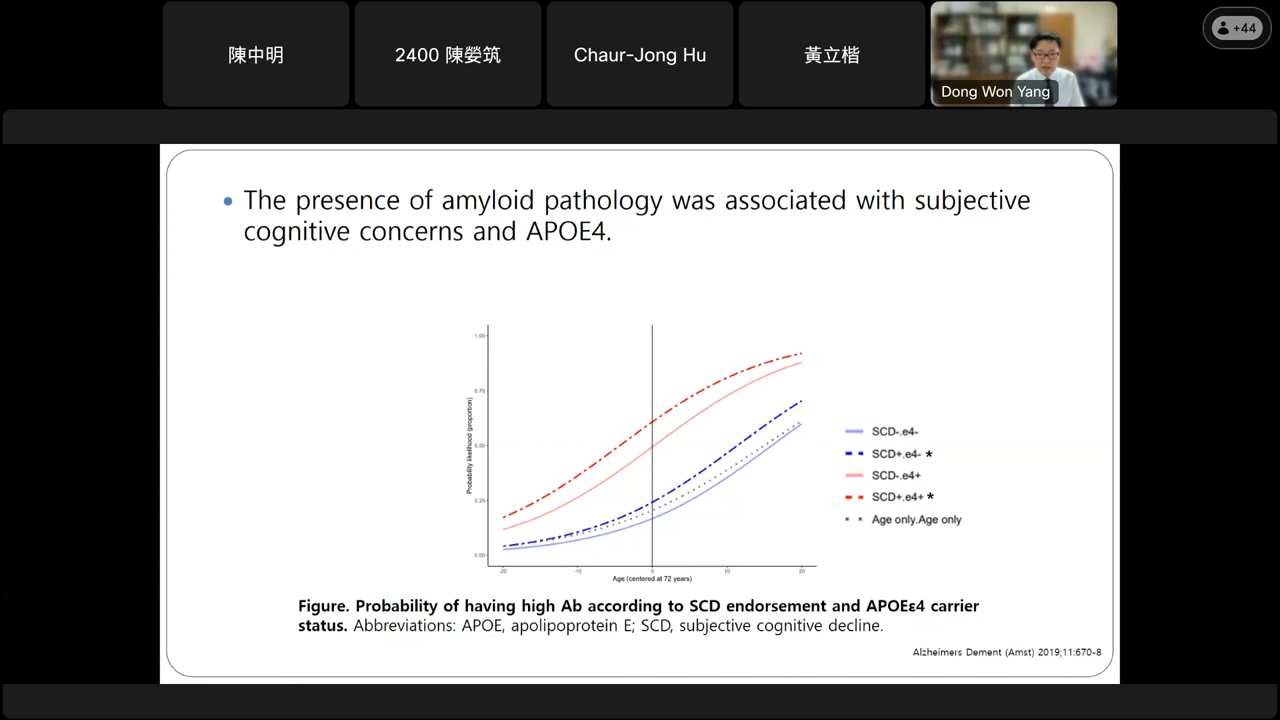 陳中明
2400 陳嫈筑
Chaur-Jong Hu
黃立楷
Dong Won Yang
+44
• The presence of amyloid pathology was associated with subjective
cognitive concerns and APOE4.
1.00
0.75
0.50
0.25
0.00
Probability likelihood (proportion)
-20
-10
0
10
20
Age (centered at 72 years)
SCD-.e4-
SCD+.e4- *
SCD-.e4+
SCD+.e4+ *
Age only.Age only
Figure. Probability of having high Ab according to SCD endorsement and APOEε4 carrier
status. Abbreviations: APOE, apolipoprotein E; SCD, subjective cognitive decline.
Alzheimers Dement (Amst) 2019;11:670-8